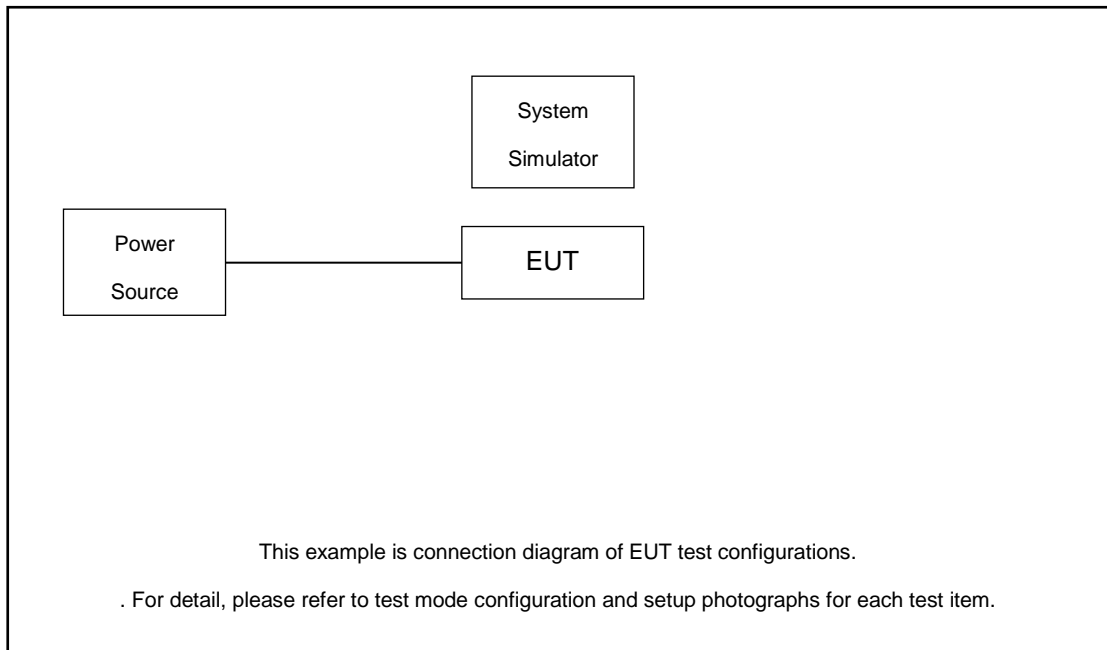 System
Simulator
Power
Source
EUT
This example is connection diagram of EUT test configurations.
. For detail, please refer to test mode configuration and setup photographs for each test item.